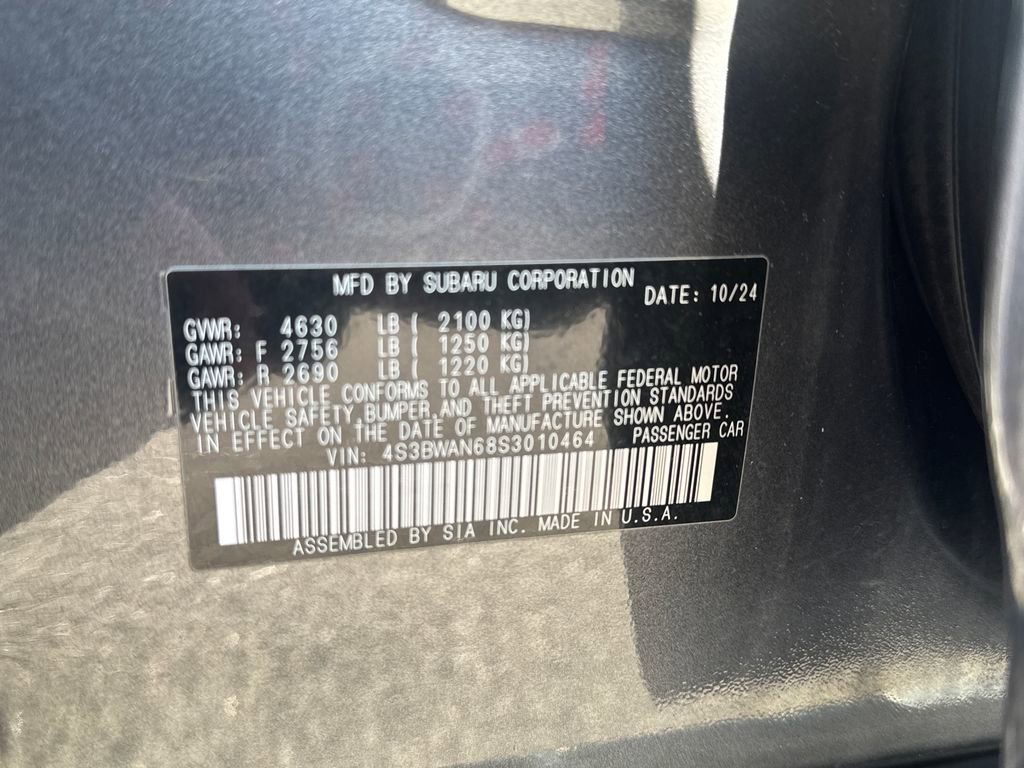 MFD BY SUBARU CORPORATION
DATE: 10/24
GVWR: 4630 LB ( 2100 KG)
GAWR: F 2756 LB ( 1250 KG)
GAWR: R 2690 LB ( 1220 KG)
THIS VEHICLE CONFORMS TO ALL APPLICABLE FEDERAL MOTOR
VEHICLE SAFETY,BUMPER,AND THEFT PREVENTION STANDARDS
IN EFFECT ON THE DATE OF MANUFACTURE SHOWN ABOVE.
VIN: 4S3BWAN68S3010464 PASSENGER CAR
ASSEMBLED BY SIA INC. MADE IN U.S.A.